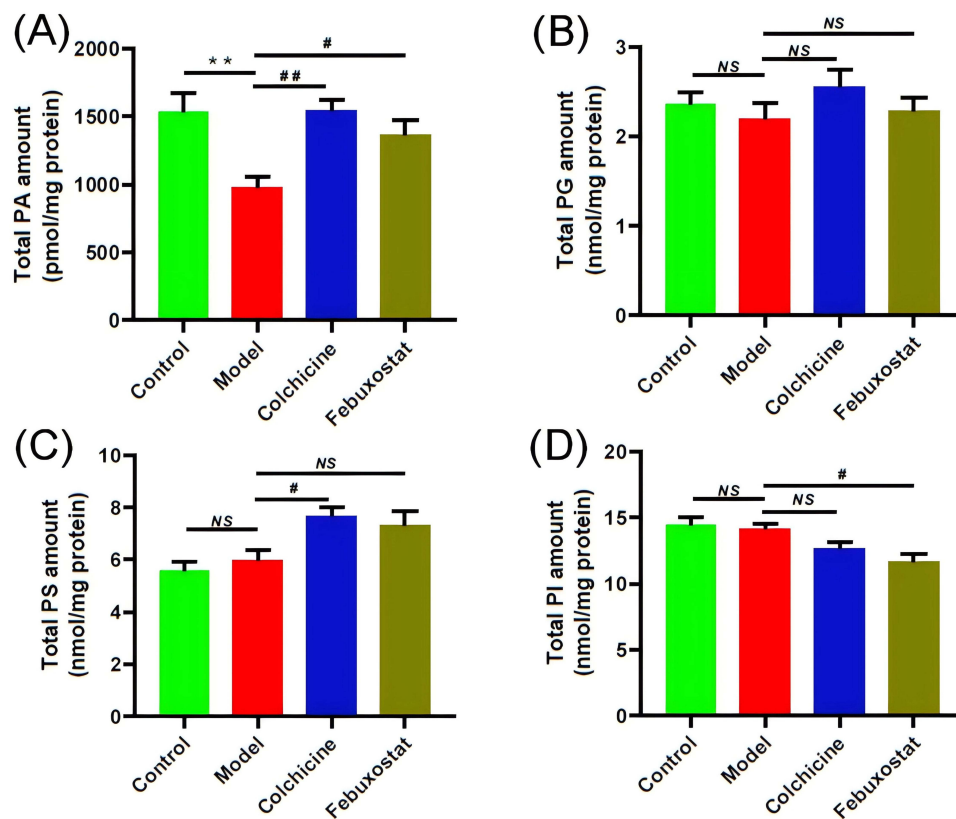 (A)
Total PA amount
(pmol/mg protein)
2000
1500
1000
500
0
* *
##
#
Control
Model
Colchicine
Febuxostat
(B)
Total PG amount
(nmol/mg protein)
3
2
1
0
NS
NS
NS
Control
Model
Colchicine
Febuxostat
(C)
Total PS amount
(nmol/mg protein)
10
8
6
4
2
0
NS
#
NS
Control
Model
Colchicine
Febuxostat
(D)
Total PI amount
(nmol/mg protein)
20
15
10
5
0
NS
NS
#
Control
Model
Colchicine
Febuxostat